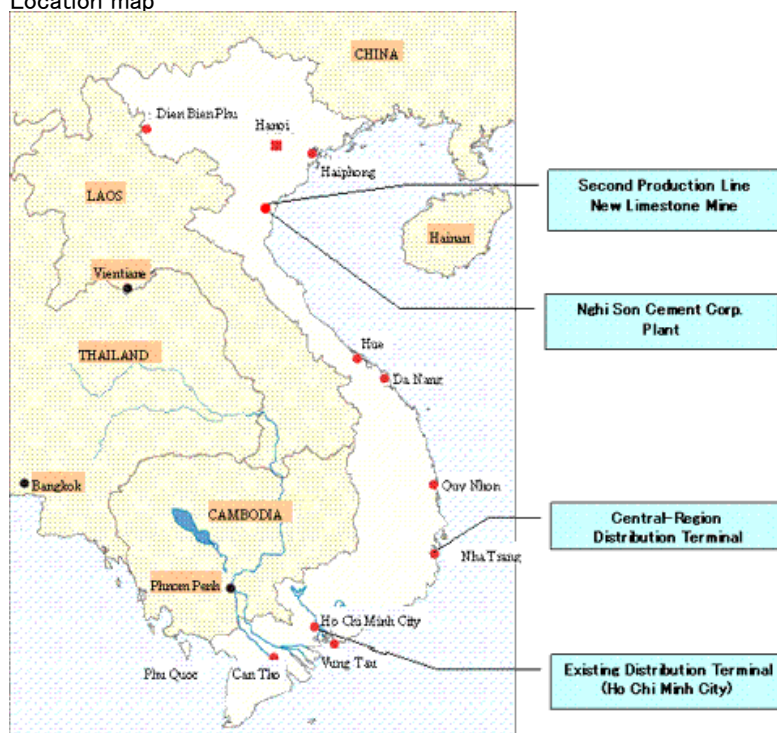 Location map
CHINA
Dien Bien Phu
Hanoi
Haiphong
LAOS
Second Production Line
New Limestone Mine
Hainan
Vientiane
Nghi Son Cement Corp.
Plant
THAILAND
Hue
Da Nang
Bangkok
Quy Nhon
CAMBODIA
Central-Region
Distribution Terminal
Nha Trang
Phnom Penh
Ho Chi Minh City
Vung Tau
Phu Quoc
Can Tho
Existing Distribution Terminal
(Ho Chi Minh City)